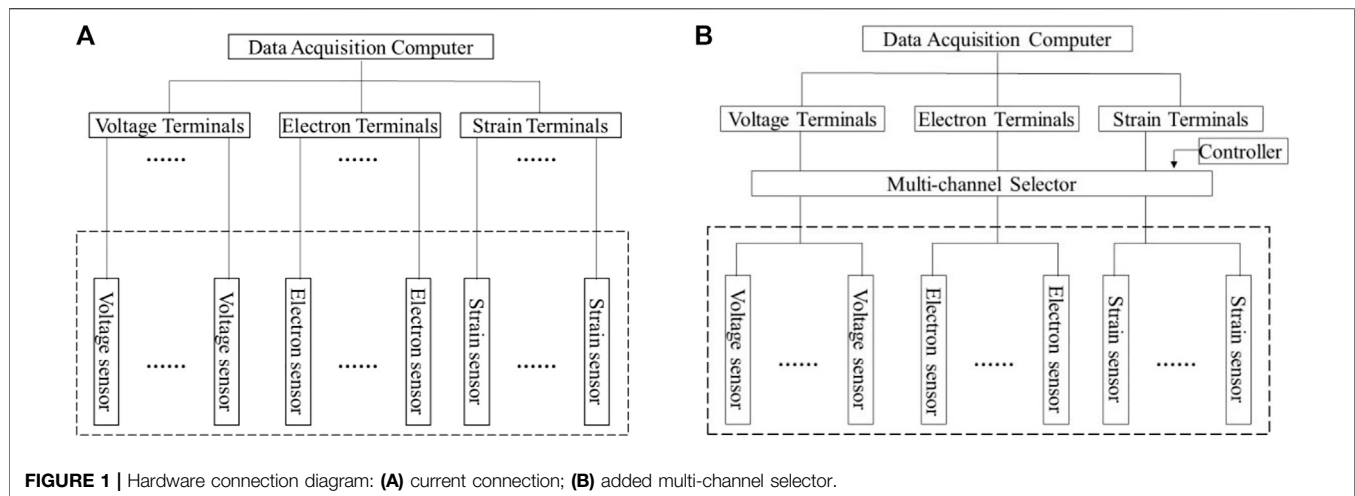 A
Data Acquisition Computer
Voltage Terminals
Electron Terminals
Strain Terminals
......
......
......
Voltage sensor
......
Voltage sensor
Electron sensor
......
Electron sensor
Strain sensor
......
Strain sensor
B
Data Acquisition Computer
Voltage Terminals
Electron Terminals
Strain Terminals
Controller
Multi-channel Selector
Voltage sensor
......
Voltage sensor
Electron sensor
......
Electron sensor
Strain sensor
......
Strain sensor
FIGURE 1 | Hardware connection diagram: (A) current connection; (B) added multi-channel selector.